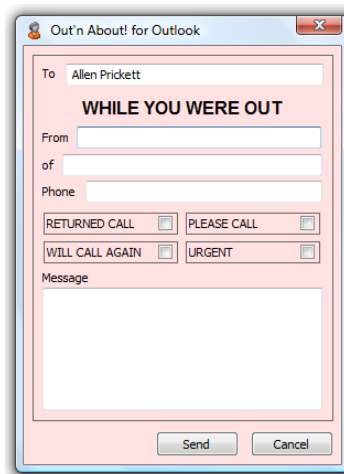 Out'n About! for Outlook
To Allen Prickett
WHILE YOU WERE OUT
From
of
Phone
RETURNED CALL PLEASE CALL
WILL CALL AGAIN URGENT
Message
Send Cancel